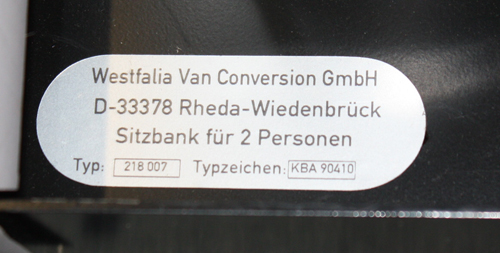 Westfalia Van Conversion GmbH
D-33378 Rheda-Wiedenbrück
Sitzbank für 2 Personen
Typ: 218 007 Typzeichen: KBA 90410